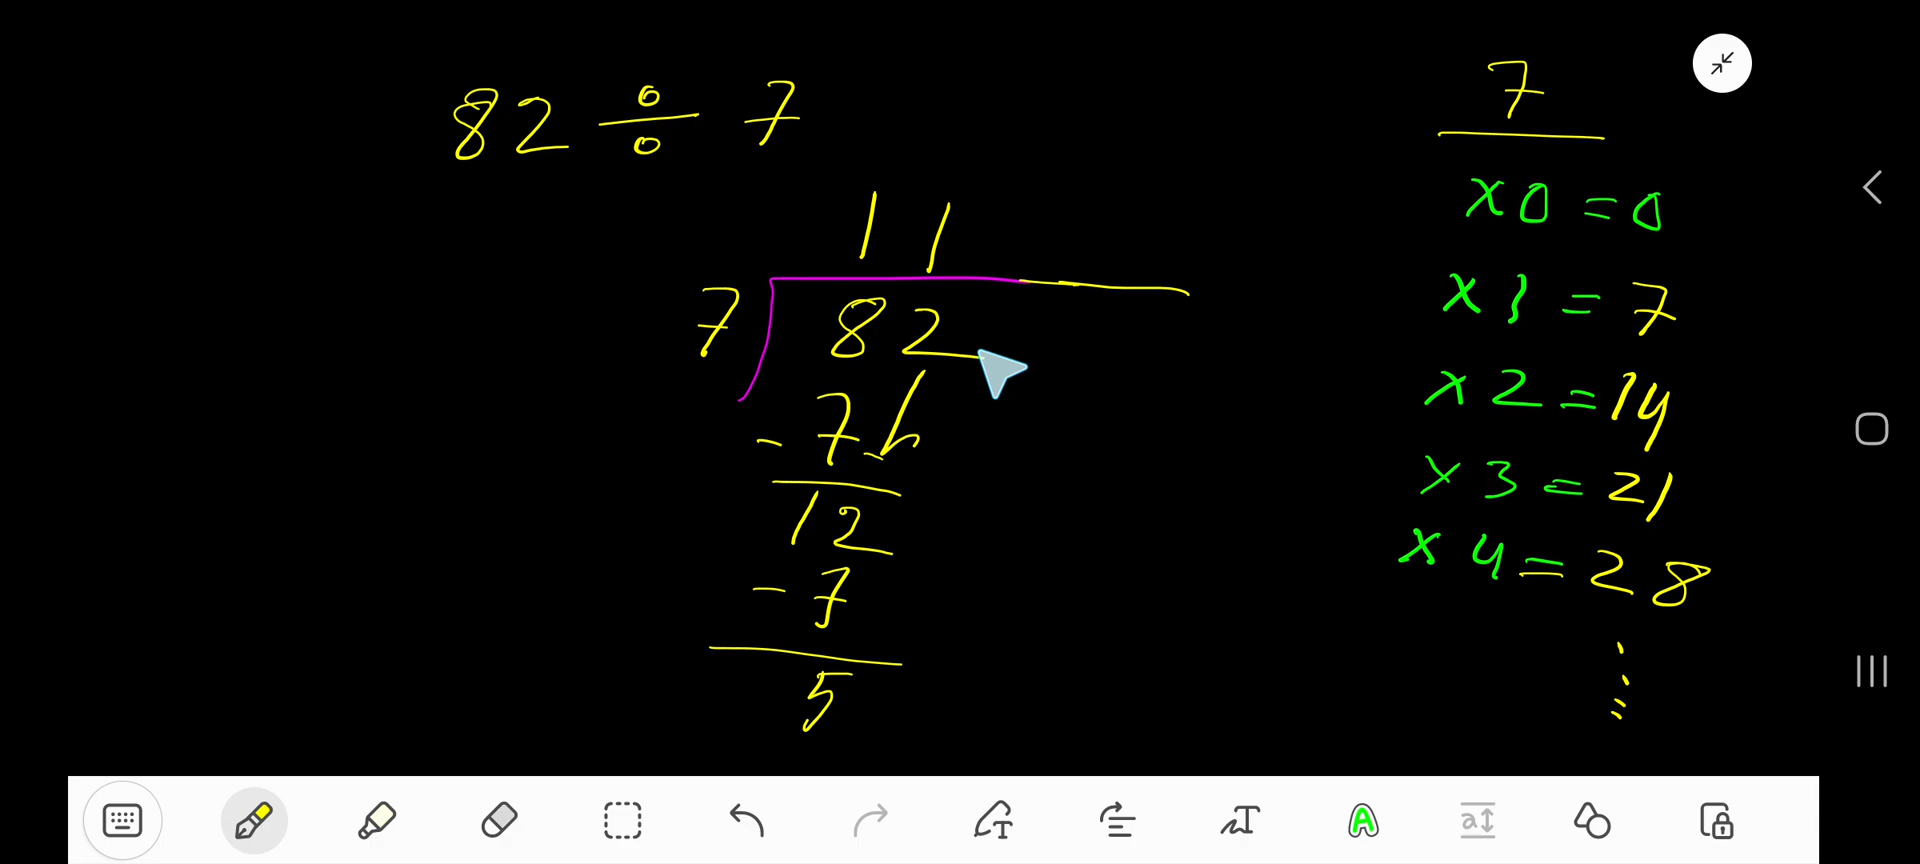 82 ÷ 7
11
7 82
- 7
12
- 7
5
7
x 0 = 0
x 1 = 7
x 2 = 14
x 3 = 21
x 4 = 28